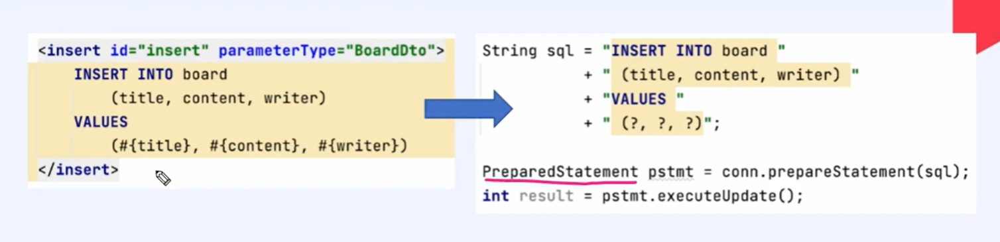 <insert id="insert" parameterType="BoardDto">
INSERT INTO board
(title, content, writer)
VALUES
(#{title}, #{content}, #{writer})
</insert>
String sql = "INSERT INTO board "
+ " (title, content, writer) "
+ "VALUES "
+ " (?, ?, ?)";
PreparedStatement pstmt = conn.prepareStatement(sql);
int result = pstmt.executeUpdate();